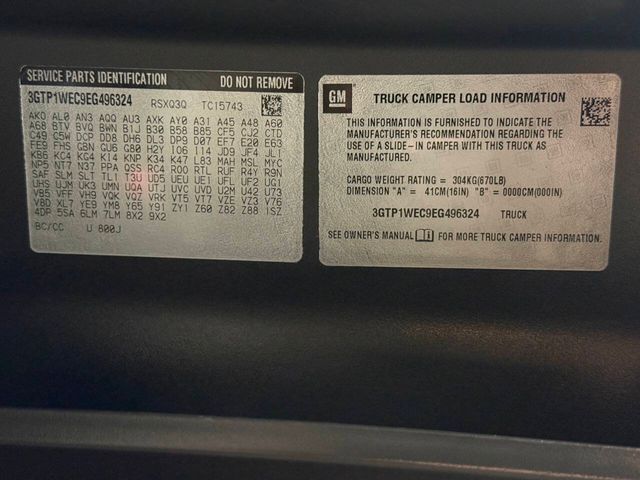 SERVICE PARTS IDENTIFICATION DO NOT REMOVE
3GTP1WEC9EG496324 RSXQ3Q TC15743
AKO AL0 AN3 AQQ AU3 AXK AY0 A31 A45 A48 A60
A68 BTV BVQ BWN B1J B30 B58 B85 CF5 CJ2 CTD
C49 C5W DCP DD8 DH6 DL3 DP9 D07 EF7 E20 E63
FE9 FHS GBN GU6 G80 H2Y IO6 I14 JD9 JF4 JL1
KB6 KC4 KG4 KI4 KNP K34 K47 L83 MAH MSL MYC
NP5 NT7 N37 PPA QSS RC4 R00 RTL RUF R4Y R9N
SAF SLM SLT TL1 T3U UD5 UEU UE1 UFL UF2 UG1
UHS UJM UK3 UMN UQA UTJ UVC UVD U2M U42 U73
VB5 VFF VH9 VQK VQZ VRK VT5 VT7 VZE VZ3 V76
VBD XL7 YE9 YM8 Y65 Y91 ZY1 Z60 Z82 Z88 1SZ
4DP 5SA 6LM 7LM 8X2 9X2
BC/CC U 800J
GM
TRUCK CAMPER LOAD INFORMATION
THIS INFORMATION IS FURNISHED TO INDICATE THE
MANUFACTURER'S RECOMMENDATION REGARDING THE
USE OF A SLIDE-IN CAMPER WITH THIS TRUCK AS
MANUFACTURED.
CARGO WEIGHT RATING = 304KG(670LB)
DIMENSION "A" = 41CM(16IN) "B" = 0000CM(000IN)
3GTP1WEC9EG496324 TRUCK
SEE OWNER'S MANUAL FOR MORE TRUCK CAMPER INFORMATION.